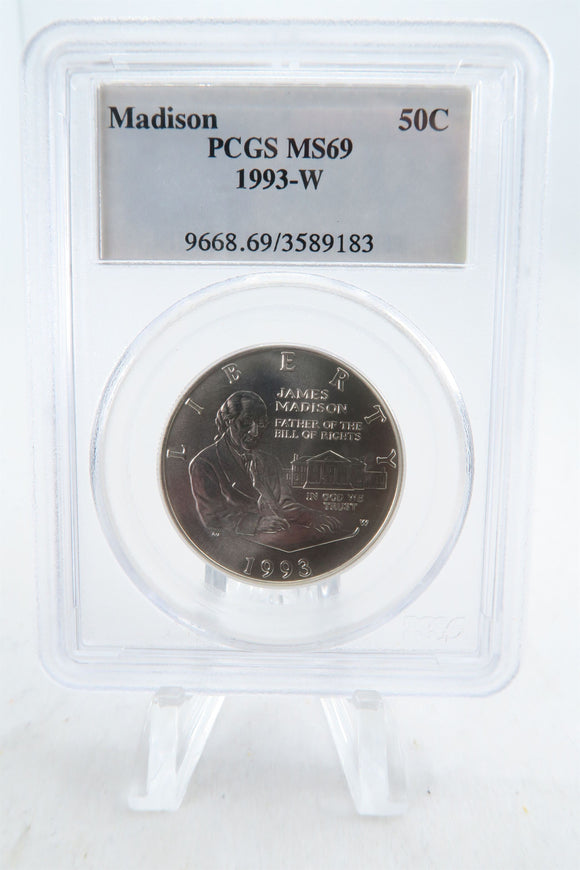 Madison 50C
PCGS MS69
1993-W
9668.69/3589183
LIBERTY
JAMES
MADISON
FATHER OF THE
BILL OF RIGHTS
IN GOD WE
TRUST
W
1993
PCGS